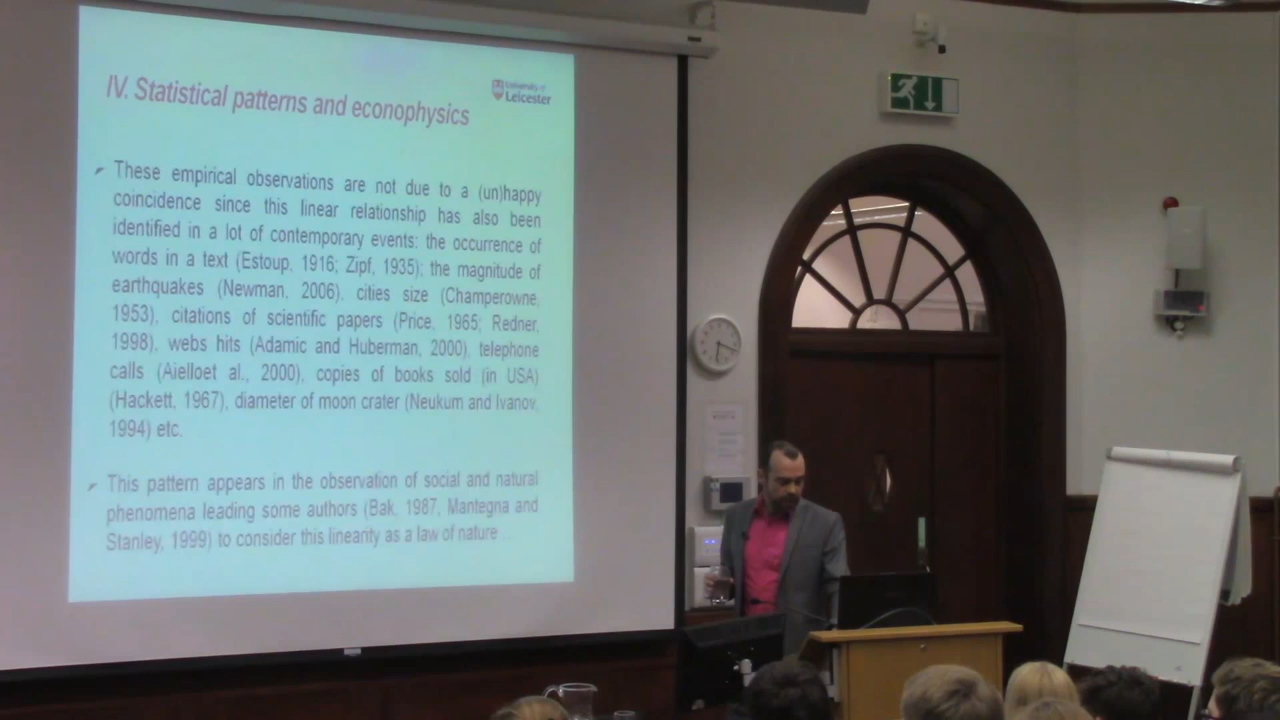 IV. Statistical patterns and econophysics
University of
Leicester
These empirical observations are not due to a (un)happy
coincidence since this linear relationship has also been
identified in a lot of contemporary events: the occurrence of
words in a text (Estoup, 1916; Zipf, 1935); the magnitude of
earthquakes (Newman, 2006), cities size (Champerowne,
1953), citations of scientific papers (Price, 1965; Redner,
1998), webs hits (Adamic and Huberman, 2000), telephone
calls (Aielloet al., 2000), copies of books sold (in USA)
(Hackett, 1967), diameter of moon crater (Neukum and Ivanov,
1994) etc.
This pattern appears in the observation of social and natural
phenomena leading some authors (Bak, 1987, Mantegna and
Stanley, 1999) to consider this linearity as a law of nature